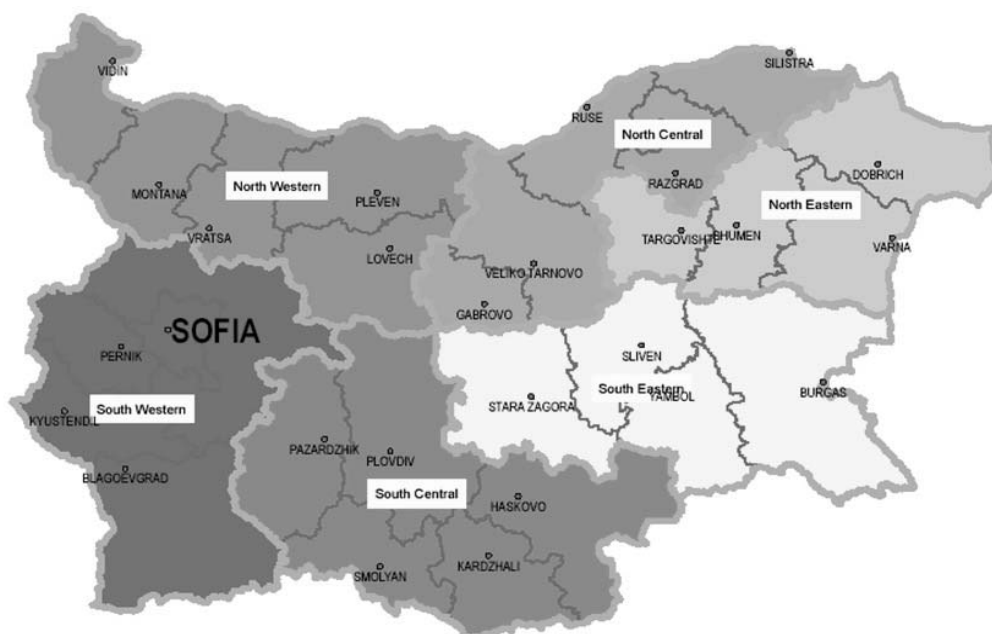 SILISTRA
VIDIN
RUSE
North Central
DOBRICH
RAZGRAD
North Western
MONTANA
PLEVEN
North Eastern
VRATSA
TARGOVISHTE
SHUMEN
VARNA
LOVECH
VELIKO TARNOVO
GABROVO
SOFIA
PERNIK
SLIVEN
South Eastern
YAMBOL
BURGAS
STARA ZAGORA
South Western
KYUSTENDIL
PAZARDZHIK
PLOVDIV
BLAGOEVGRAD
South Central
HASKOVO
KARDZHALI
SMOLYAN